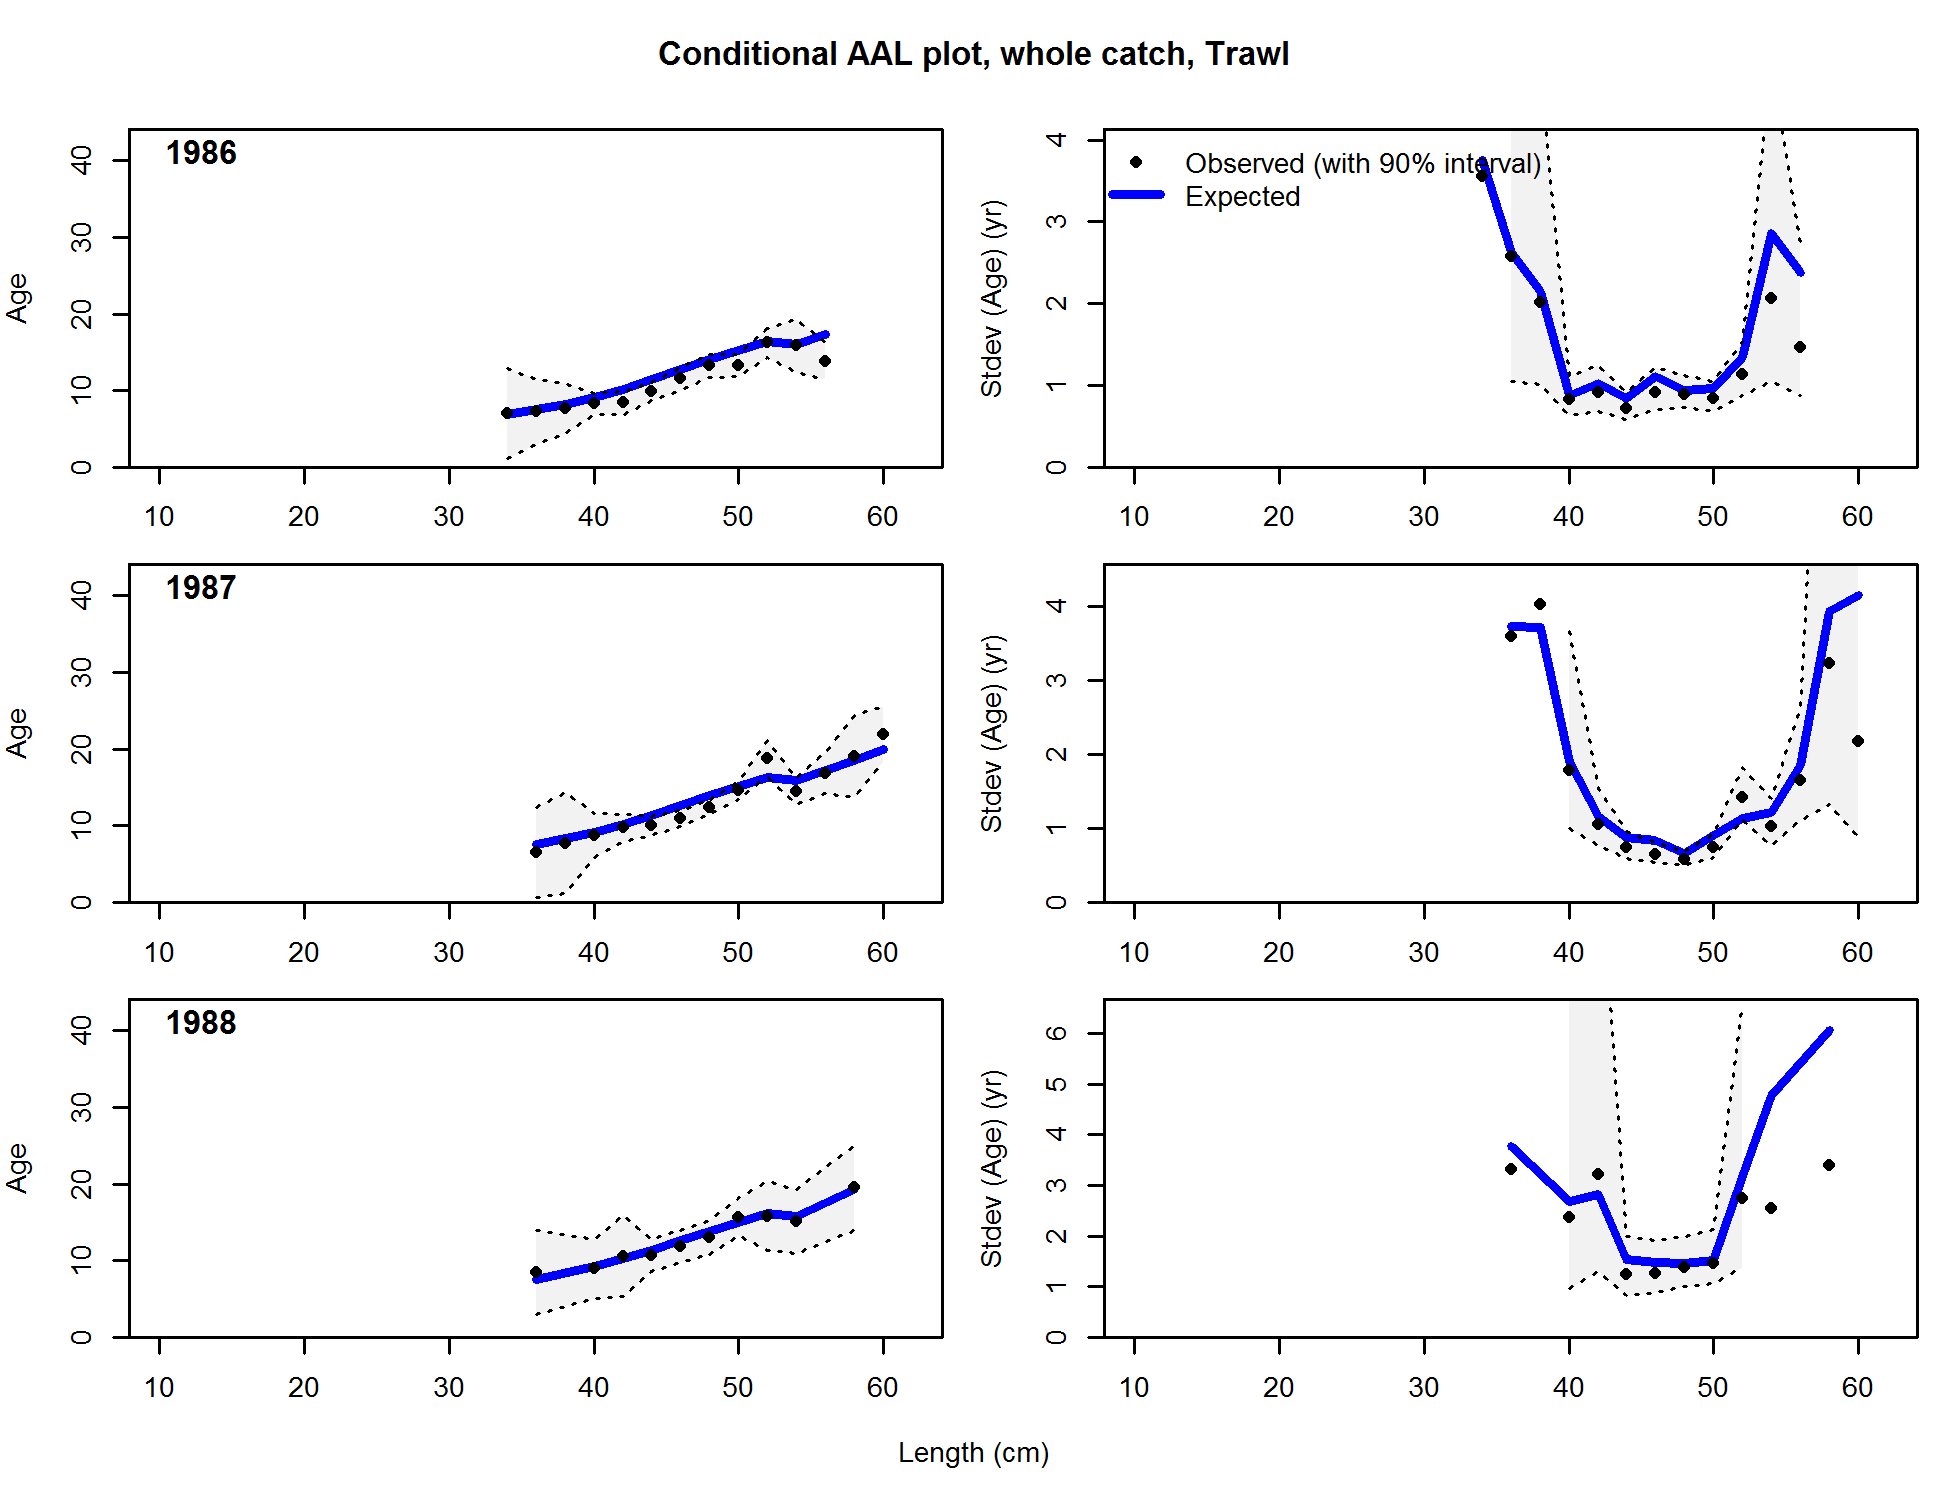 Conditional AAL plot, whole catch, Trawl
1986
Age
0 10 20 30 40
10 20 30 40 50 60
Observed (with 90% interval)
Expected
Stdev (Age) (yr)
0 1 2 3 4
10 20 30 40 50 60
1987
Age
0 10 20 30 40
10 20 30 40 50 60
Stdev (Age) (yr)
0 1 2 3 4
10 20 30 40 50 60
1988
Age
0 10 20 30 40
10 20 30 40 50 60
Stdev (Age) (yr)
0 1 2 3 4 5 6
10 20 30 40 50 60
Length (cm)